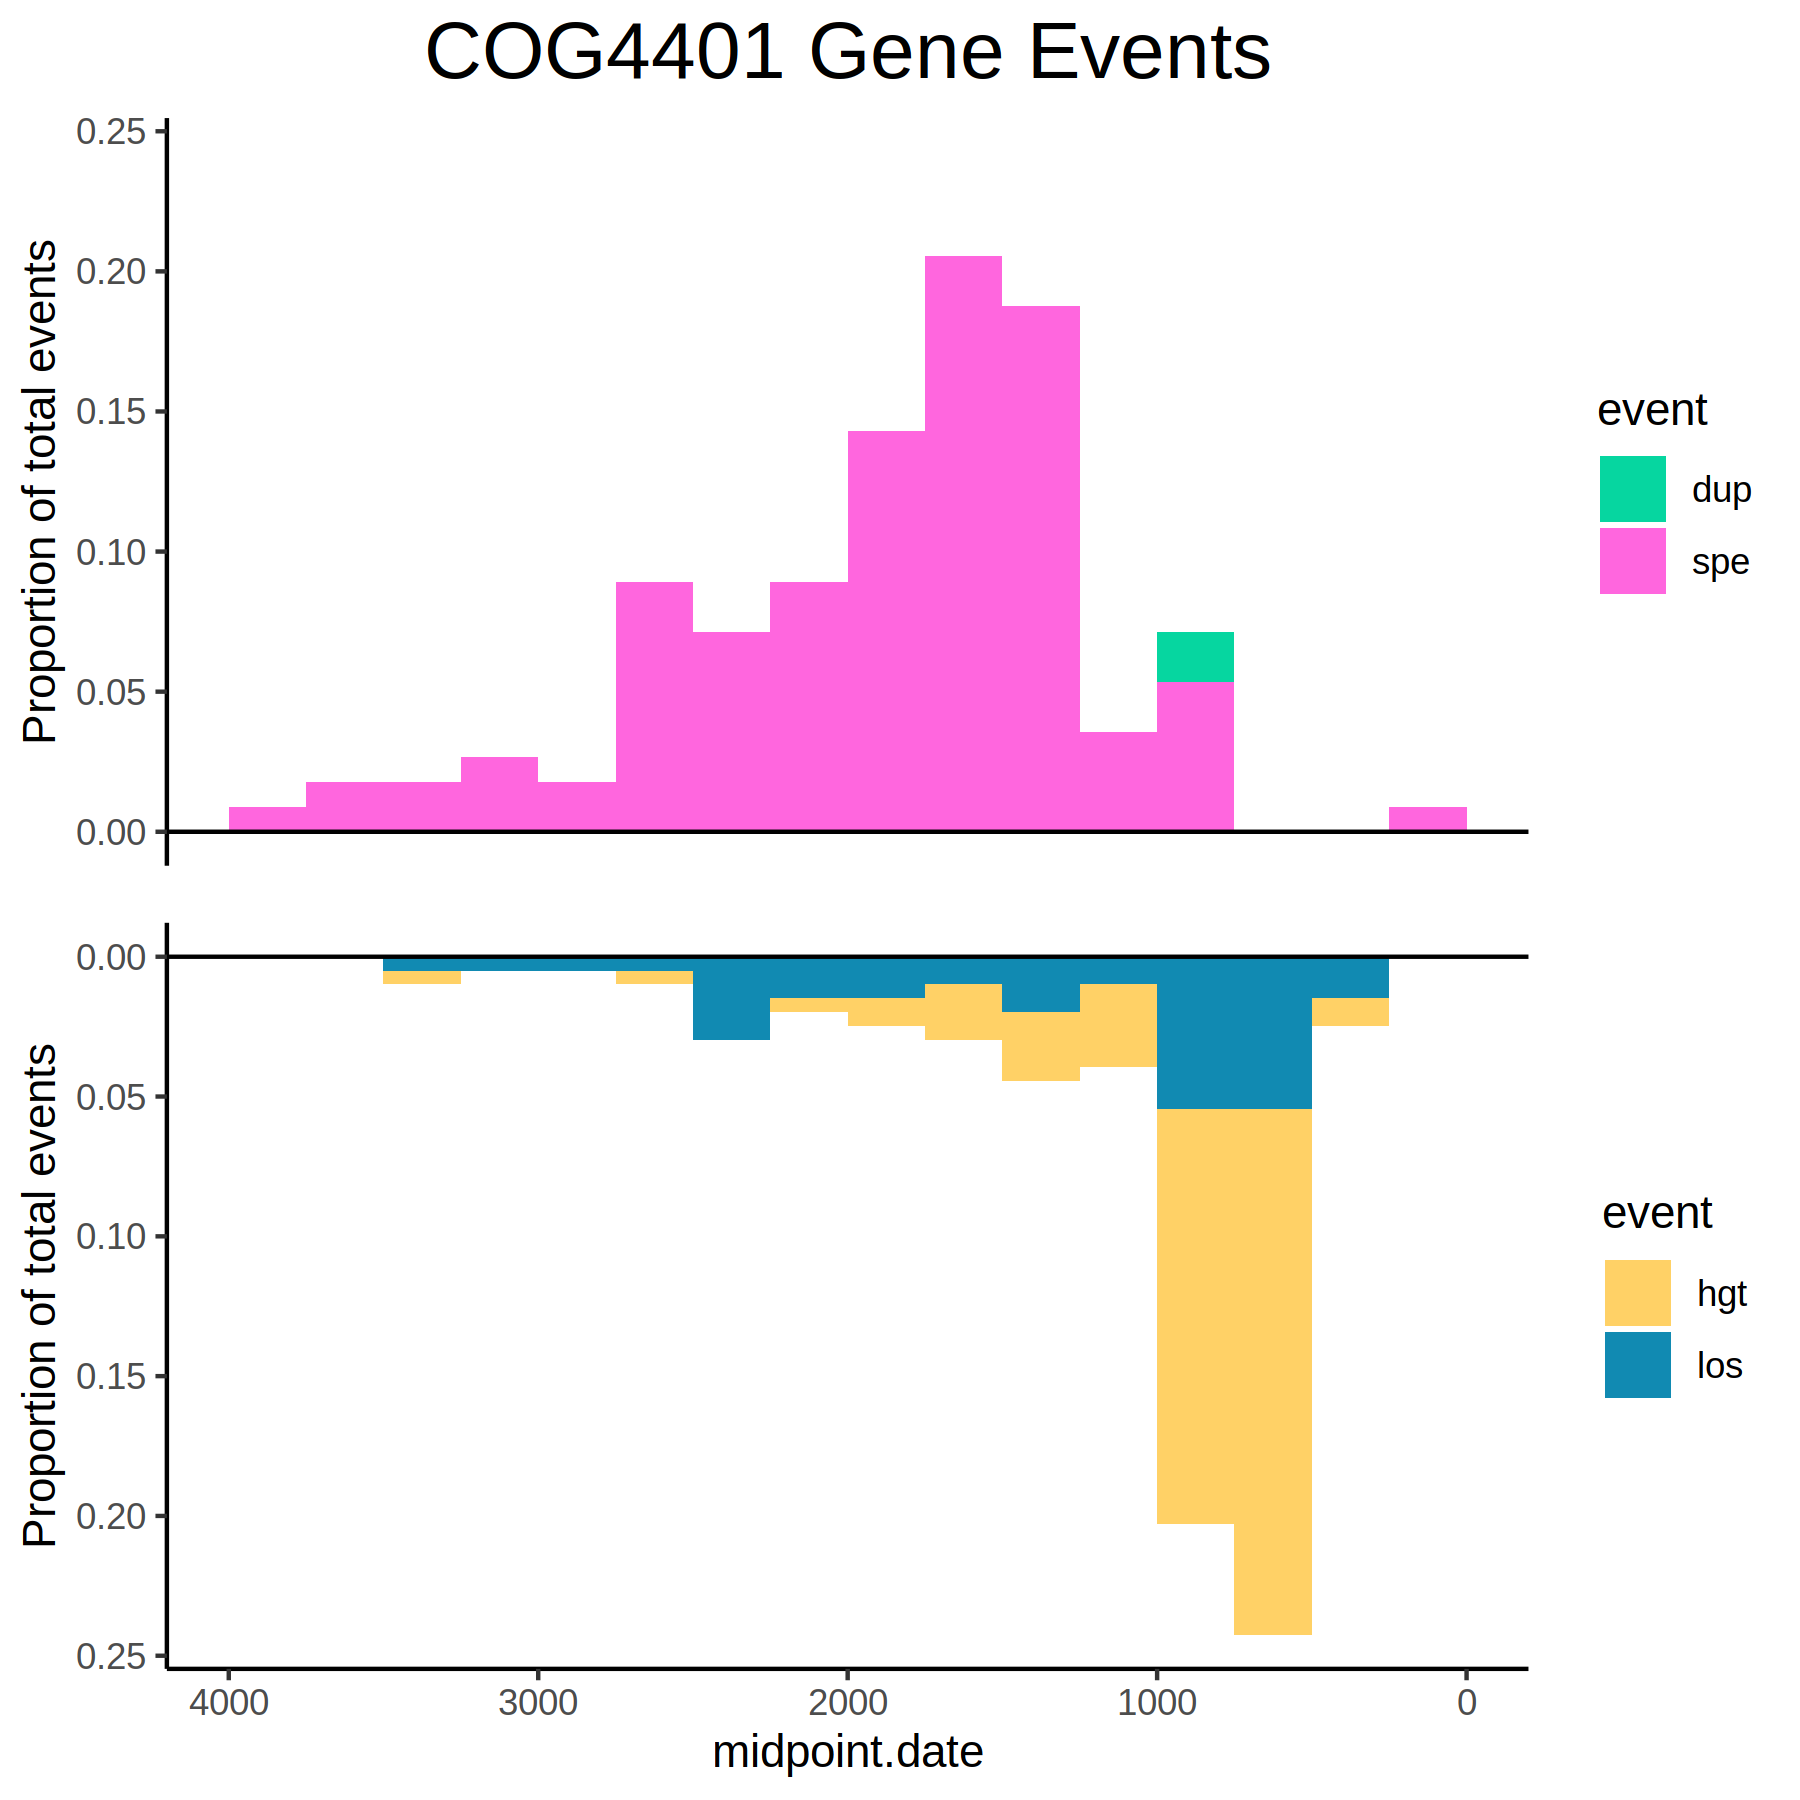 COG4401 Gene Events
Proportion of total events
0.25
0.20
0.15
0.10
0.05
0.00
event
dup
spe
Proportion of total events
0.00
0.05
0.10
0.15
0.20
0.25
event
hgt
los
4000 3000 2000 1000 0
midpoint.date